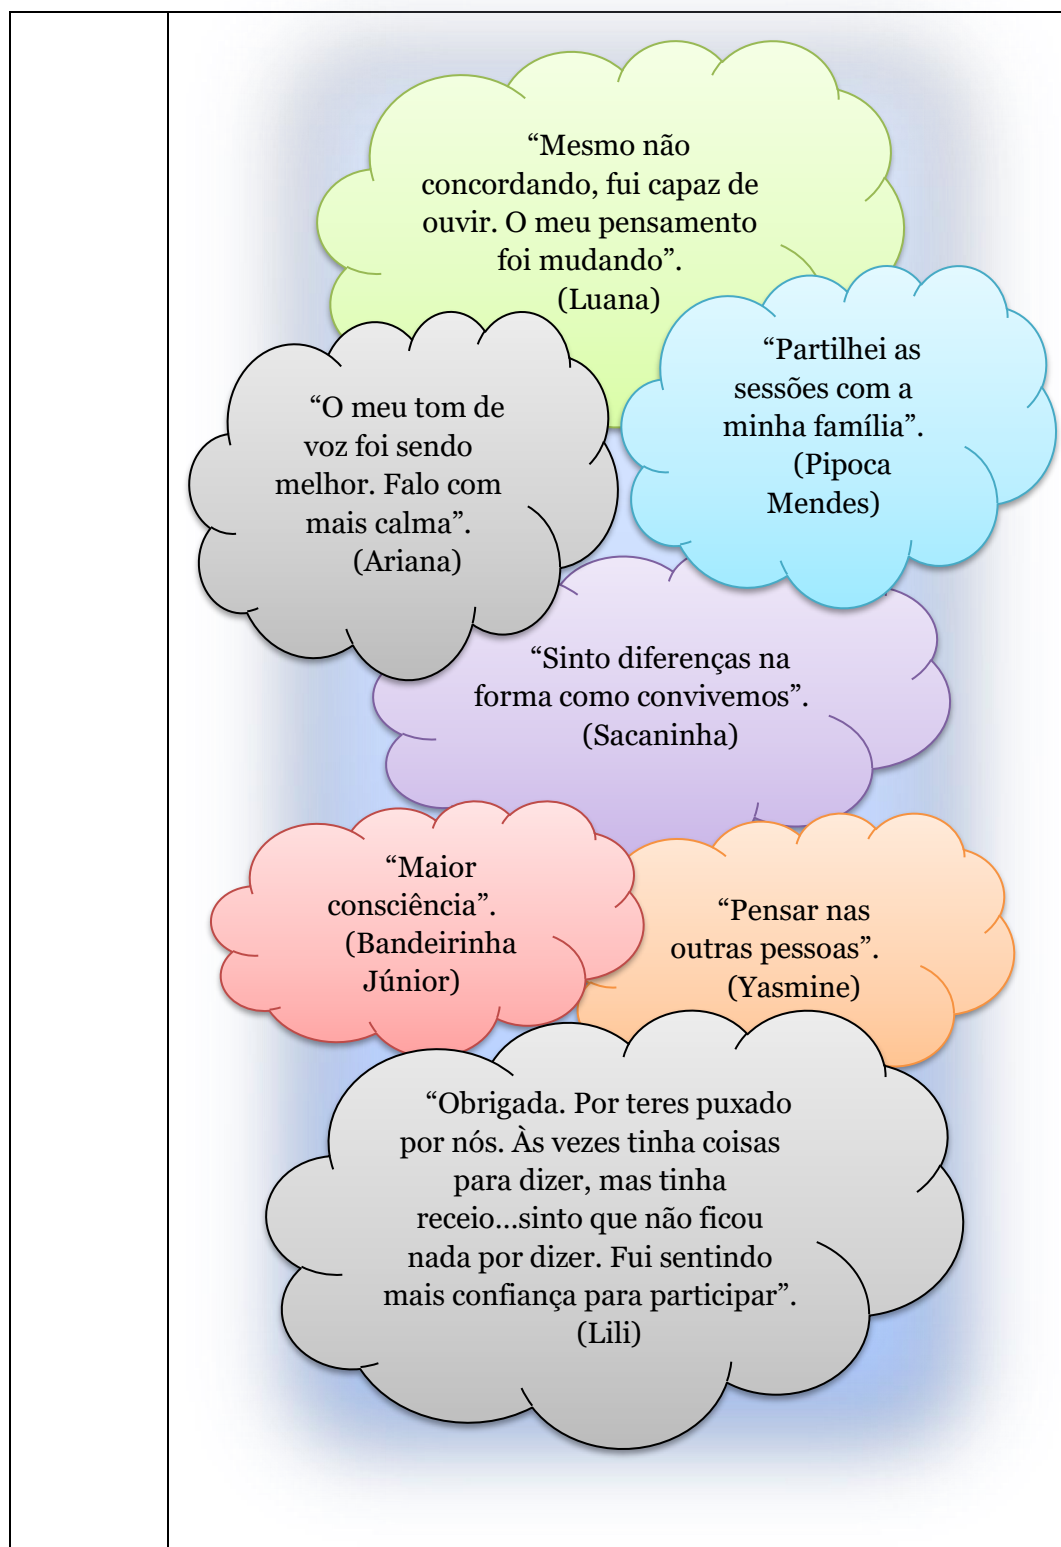 “Mesmo não
concordando, fui capaz de
ouvir. O meu pensamento
foi mudando”.
(Luana)
“Partilhei as
sessões com a
minha família”.
(Pipoca
Mendes)
“O meu tom de
voz foi sendo
melhor. Falo com
mais calma”.
(Ariana)
“Sinto diferenças na
forma como convivemos”.
(Sacaninha)
“Maior
consciência”.
(Bandeirinha
Júnior)
“Pensar nas
outras pessoas”.
(Yasmine)
“Obrigada. Por teres puxado
por nós. Às vezes tinha coisas
para dizer, mas tinha
receio...sinto que não ficou
nada por dizer. Fui sentindo
mais confiança para participar”.
(Lili)